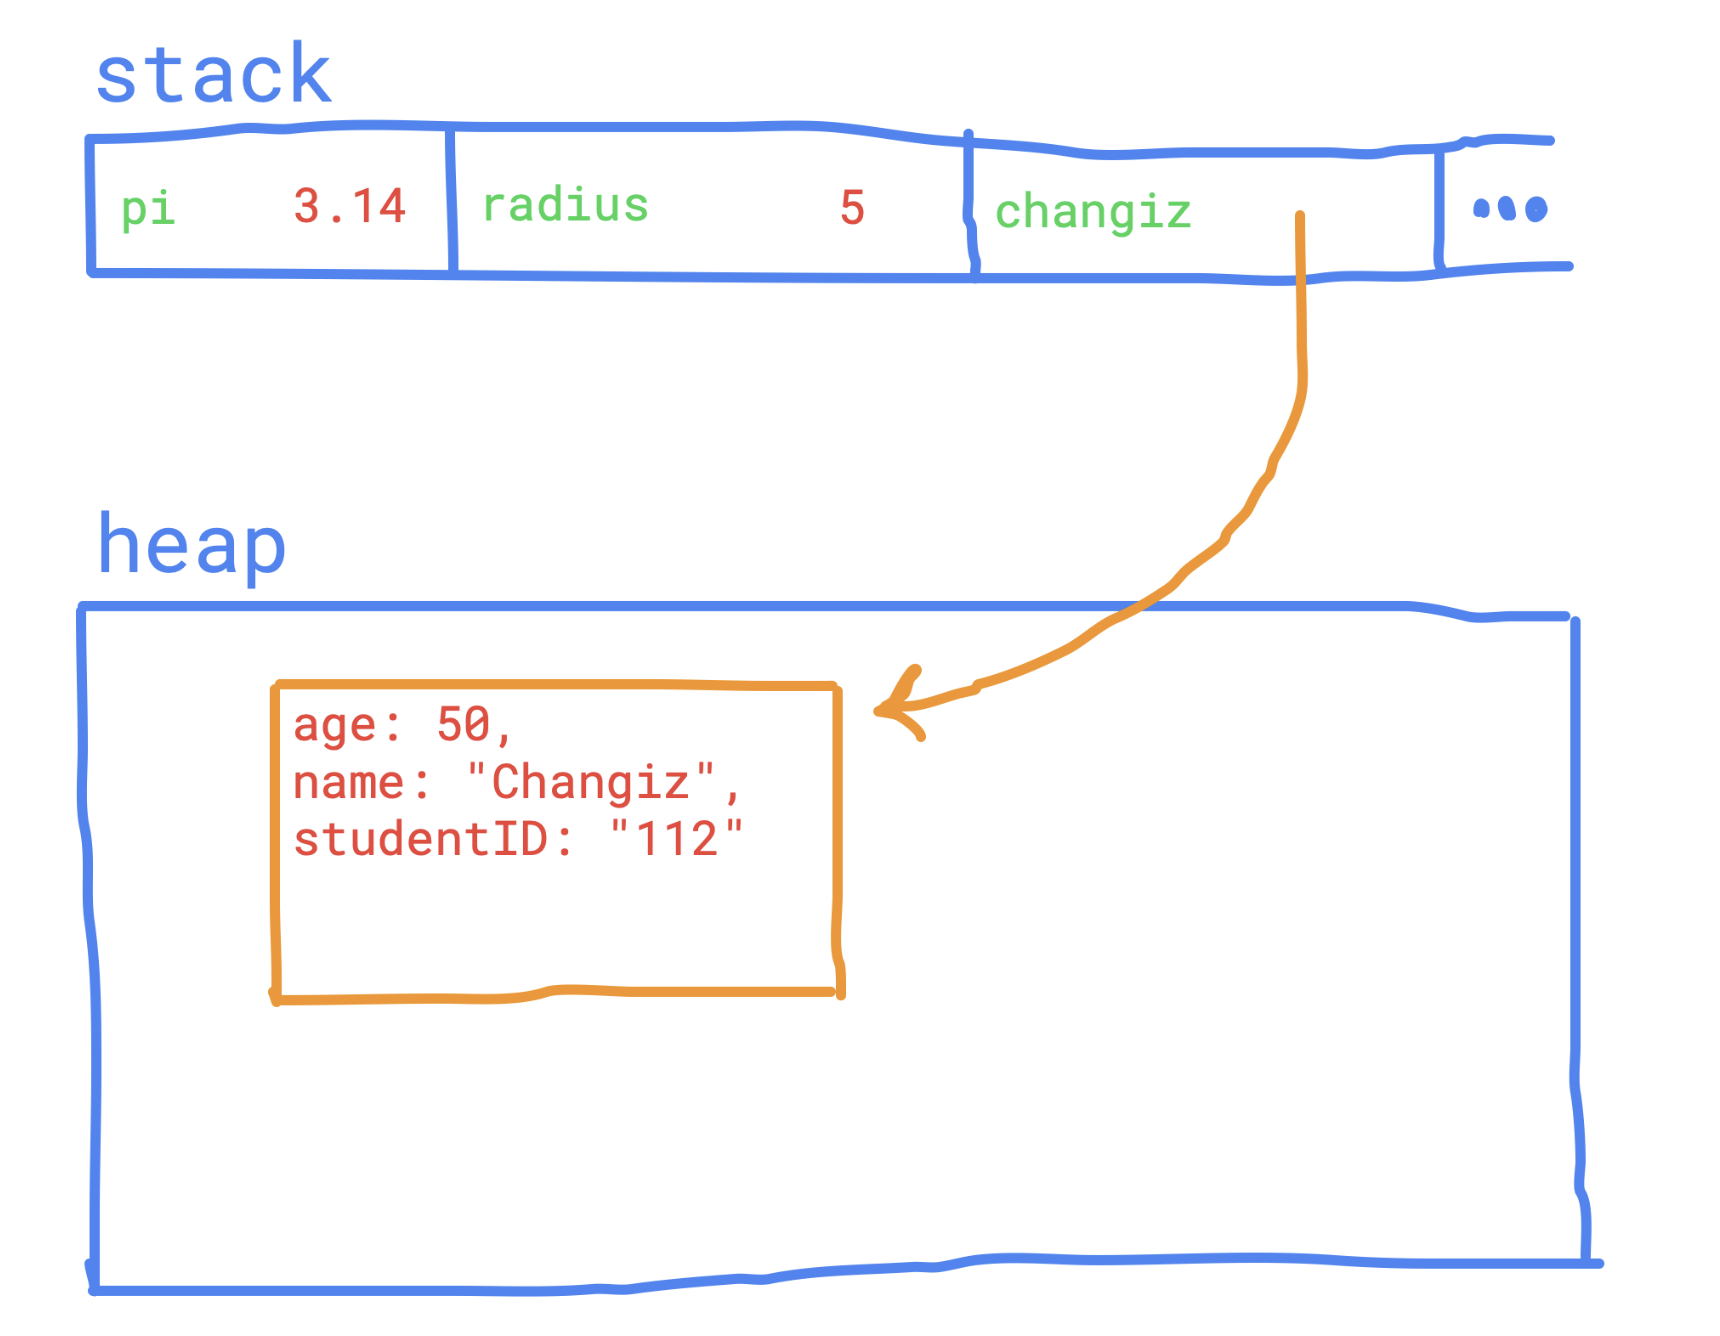 stack
pi 3.14 radius 5 changiz ...
heap
age: 50,
name: "Changiz",
studentID: "112"